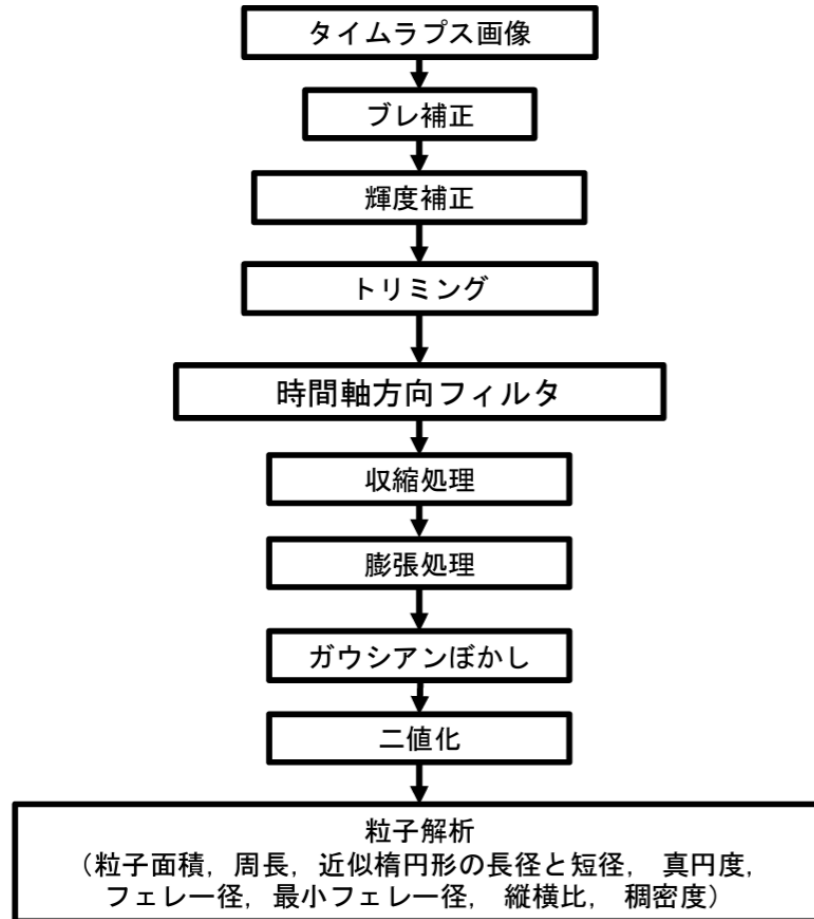 タイムラプス画像
ブレ補正
輝度補正
トリミング
時間軸方向フィルタ
収縮処理
膨張処理
ガウシアンぼかし
二値化
粒子解析
（粒子面積, 周長, 近似楕円形の長径と短径, 真円度,
フェレー径, 最小フェレー径, 縦横比, 稠密度）